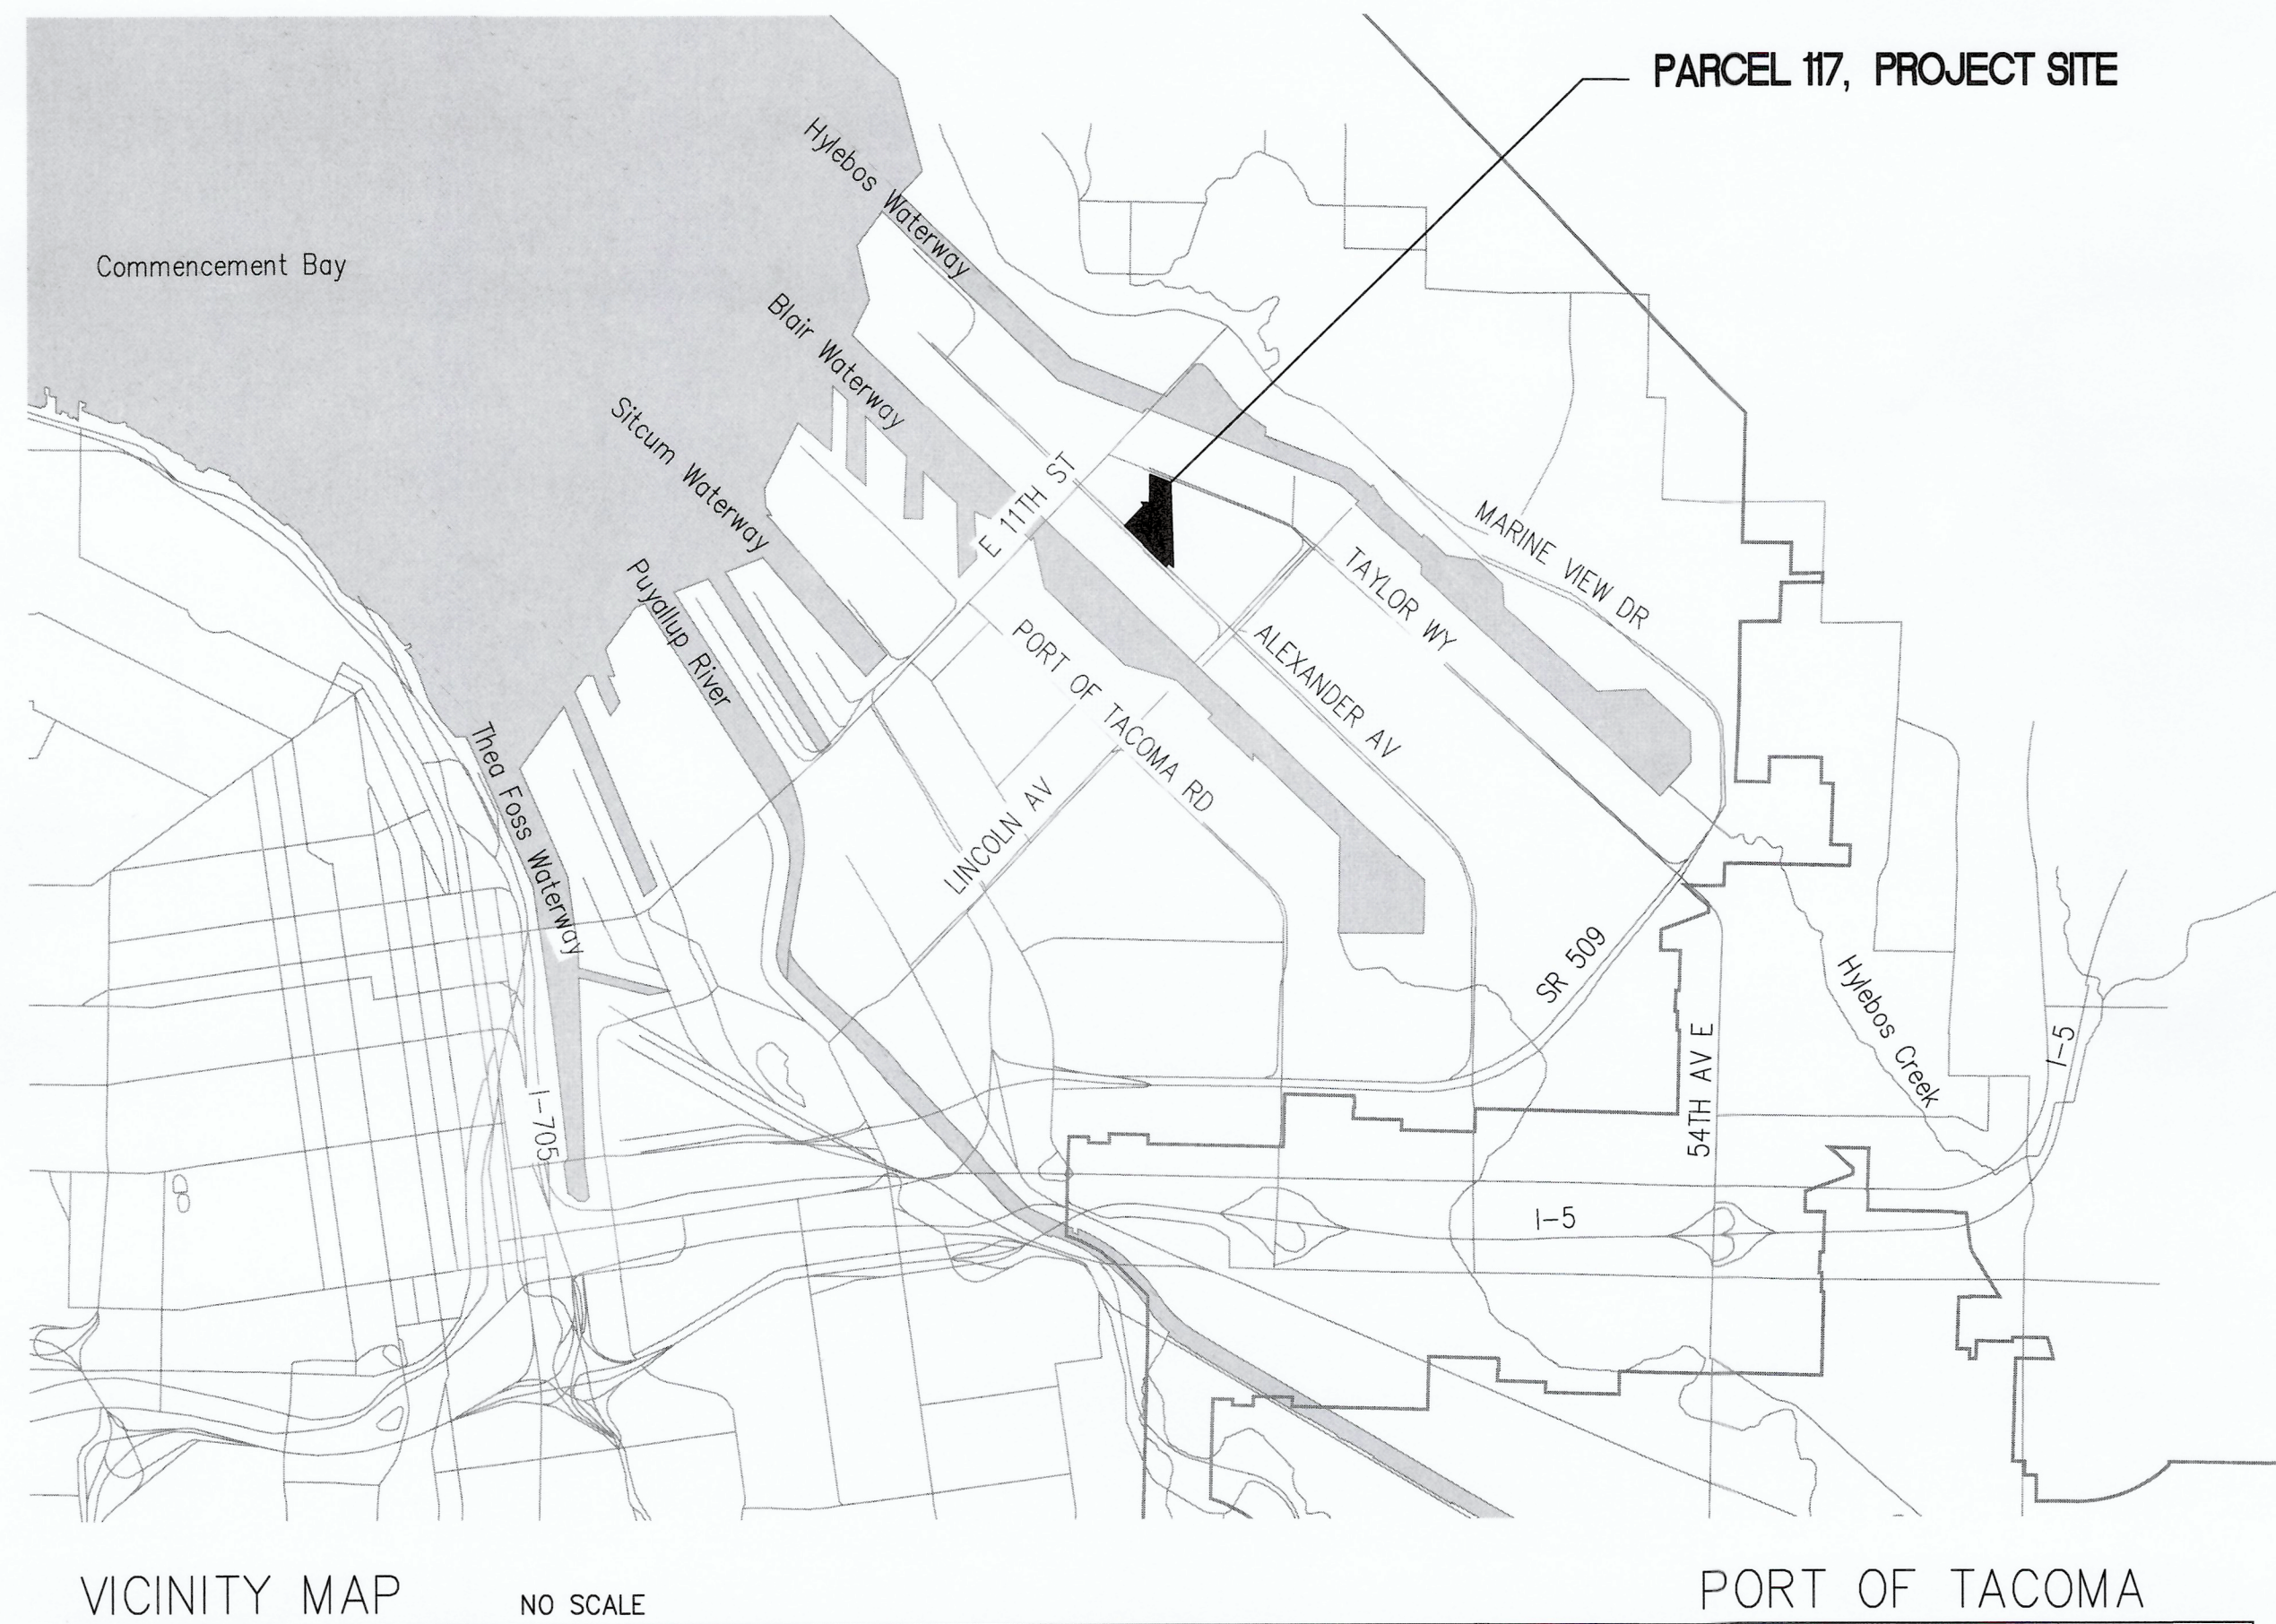 PARCEL 117, PROJECT SITE
Hylebos Waterway
Commencement Bay
Blair Waterway
Sitcum Waterway
E 11TH ST
MARINE VIEW DR
Puyallup River
TAYLOR WY
PORT OF TACOMA RD
ALEXANDER AV
Thea Foss Waterway
LINCOLN AV
SR 509
Hylebos Creek
I-5
54TH AV E
I-705
I-5
VICINITY MAP
NO SCALE
PORT OF TACOMA